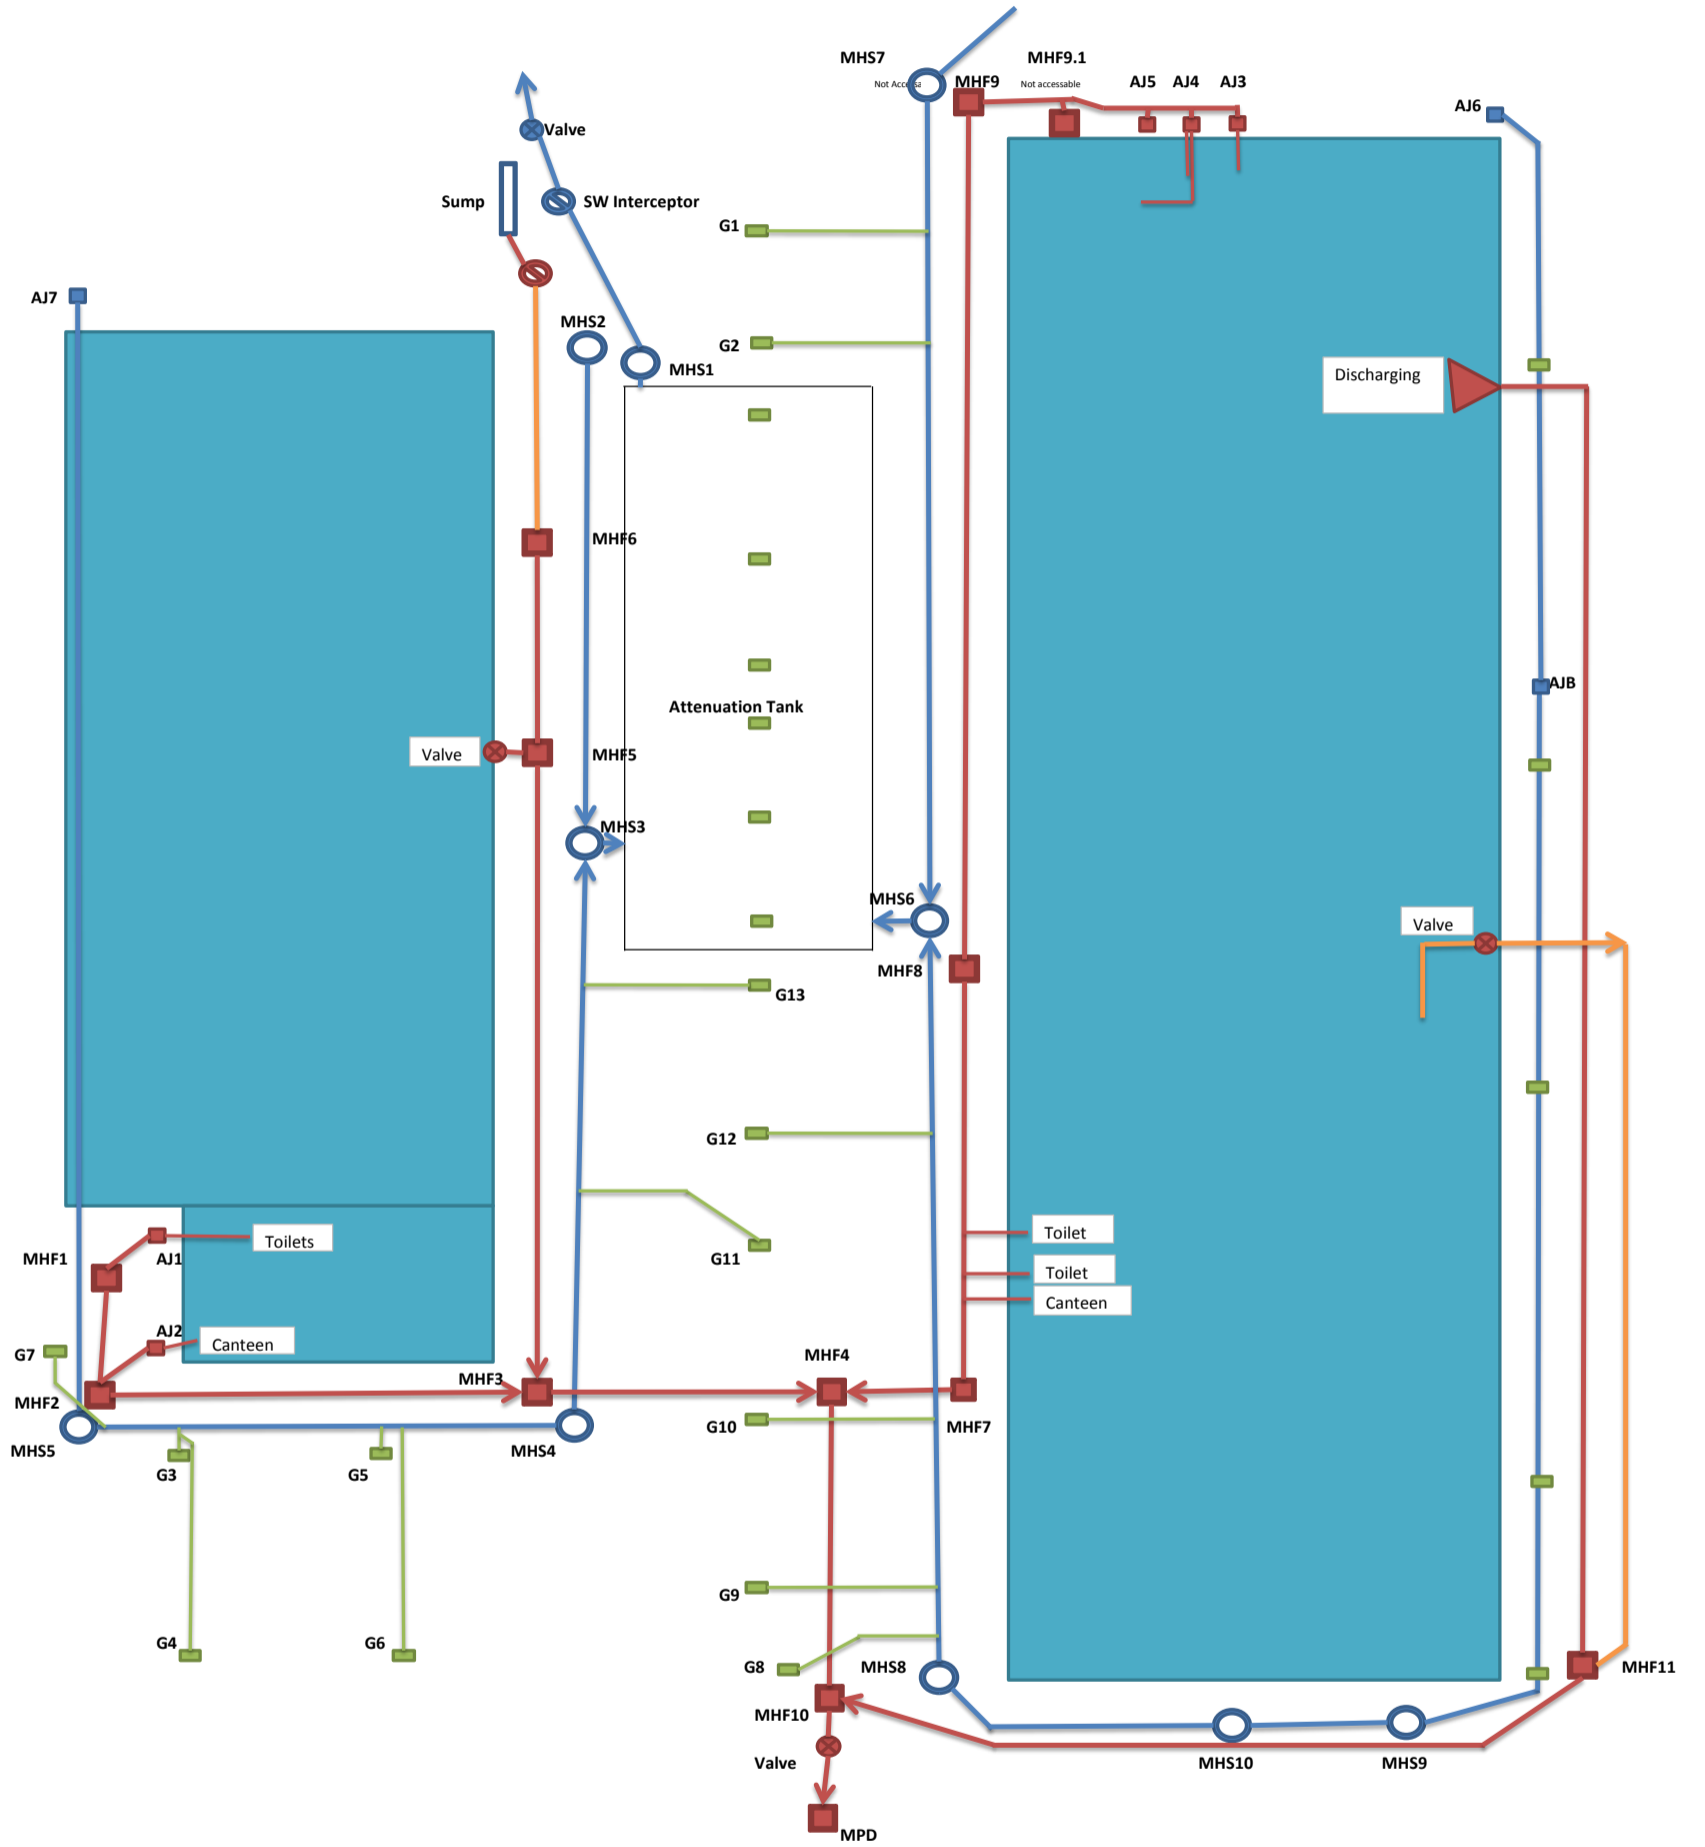 MHS7
MHF9.1
Not Accessa
MHF9
Not accessable
AJ5
AJ4
AJ3
AJ6
Valve
Sump
SW Interceptor
G1
AJ7
MHS2
G2
MHS1
Discharging
MHF6
AJB
Attenuation Tank
Valve
MHF5
MHS3
MHS6
Valve
MHF8
G13
G12
Toilet
Toilets
MHF1
AJ1
G11
Toilet
Canteen
AJ2
Canteen
G7
MHF4
MHF3
MHF2
G10
MHF7
MHS5
MHS4
G3
G5
G9
G4
G6
G8
MHS8
MHF11
MHF10
Valve
MHS10
MHS9
MPD